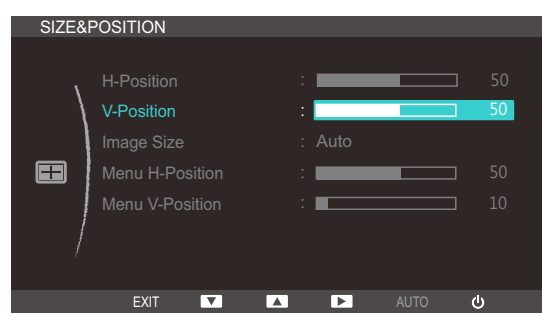 SIZE&POSITION
H-Position : 50
V-Position : 50
Image Size : Auto
Menu H-Position : 50
Menu V-Position : 10
EXIT AUTO